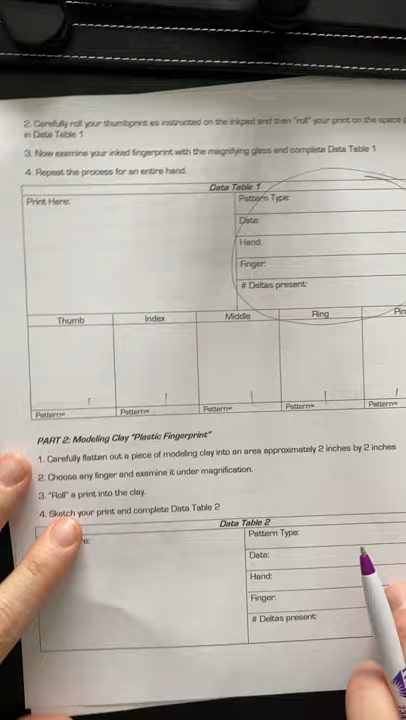 2. Carefully roll your thumbprint as instructed on the inkpad and then "roll" your print on the space
in Data Table 1
3. Now examine your inked fingerprint with the magnifying glass and complete Data Table 1
4. Repeat the process for an entire hand.
Data Table 1
Print Here:
Pattern Type:
Date:
Hand:
Finger:
# Deltas present:
Thumb Index Middle Ring
Pattern= Pattern= Pattern= Pattern= Pattern=
PART 2: Modeling Clay "Plastic Fingerprint"
1. Carefully flatten out a piece of modeling clay into an area approximately 2 inches by 2 inches
2. Choose any finger and examine it under magnification.
3. "Roll" a print into the clay.
4. Sketch your print and complete Data Table 2
Data Table 2
Pattern Type:
Date:
Hand:
Finger:
# Deltas present: